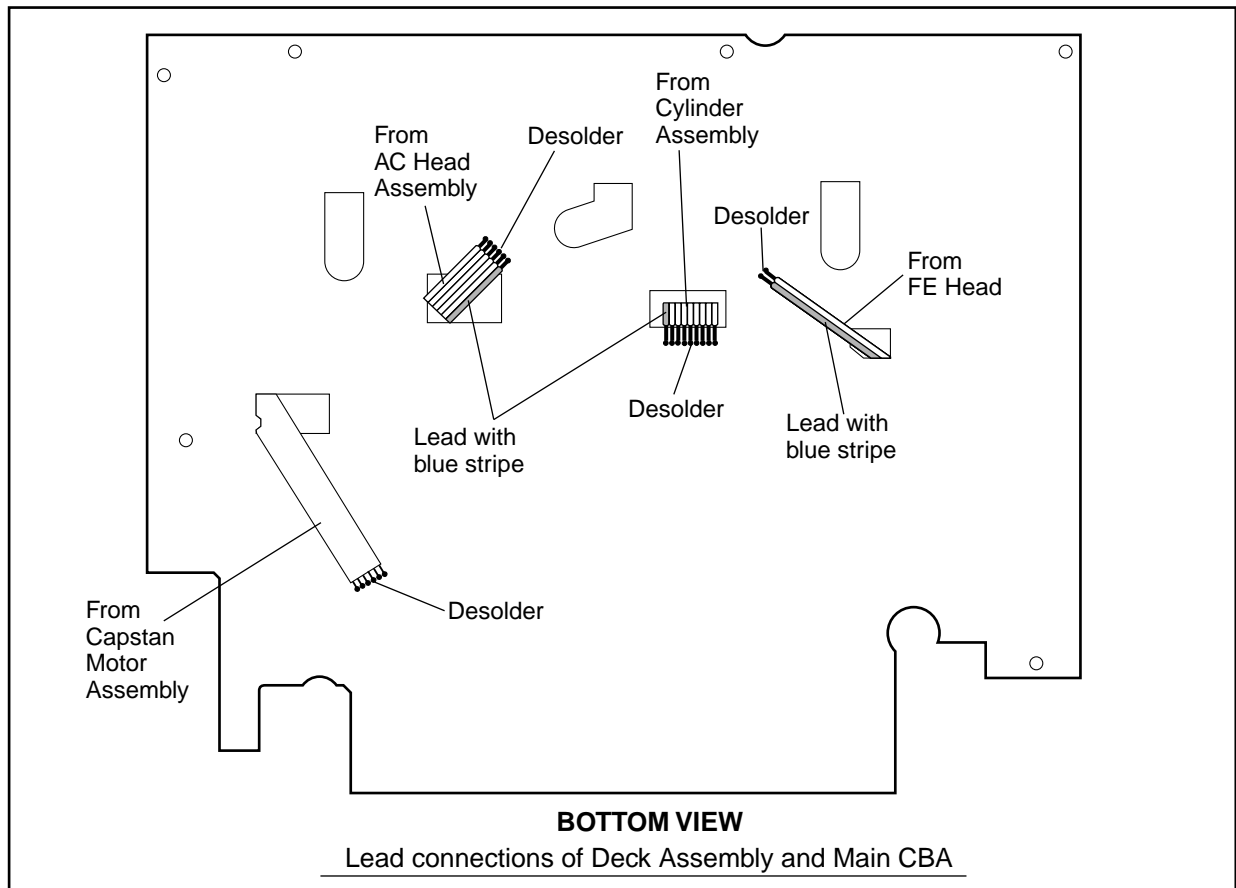 From
Cylinder
Assembly
From
AC Head
Assembly
Desolder
Desolder
From
FE Head
Desolder
Lead with
blue stripe
Lead with
blue stripe
From
Capstan
Motor
Assembly
Desolder
BOTTOM VIEW
Lead connections of Deck Assembly and Main CBA